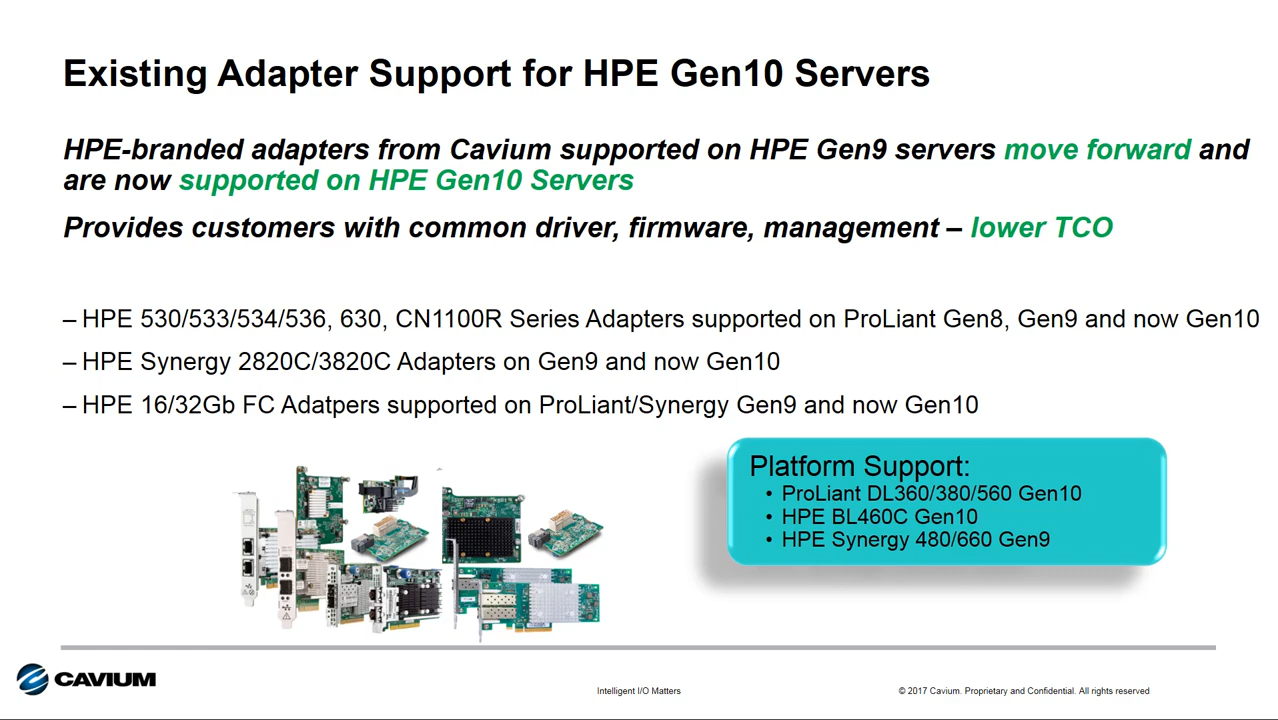 Existing Adapter Support for HPE Gen10 Servers
HPE-branded adapters from Cavium supported on HPE Gen9 servers move forward and
are now supported on HPE Gen10 Servers
Provides customers with common driver, firmware, management – lower TCO
– HPE 530/533/534/536, 630, CN1100R Series Adapters supported on ProLiant Gen8, Gen9 and now Gen10
– HPE Synergy 2820C/3820C Adapters on Gen9 and now Gen10
– HPE 16/32Gb FC Adatpers supported on ProLiant/Synergy Gen9 and now Gen10
Platform Support:
• ProLiant DL360/380/560 Gen10
• HPE BL460C Gen10
• HPE Synergy 480/660 Gen9
CAVIUM
Intelligent I/O Matters
© 2017 Cavium. Proprietary and Confidential. All rights reserved